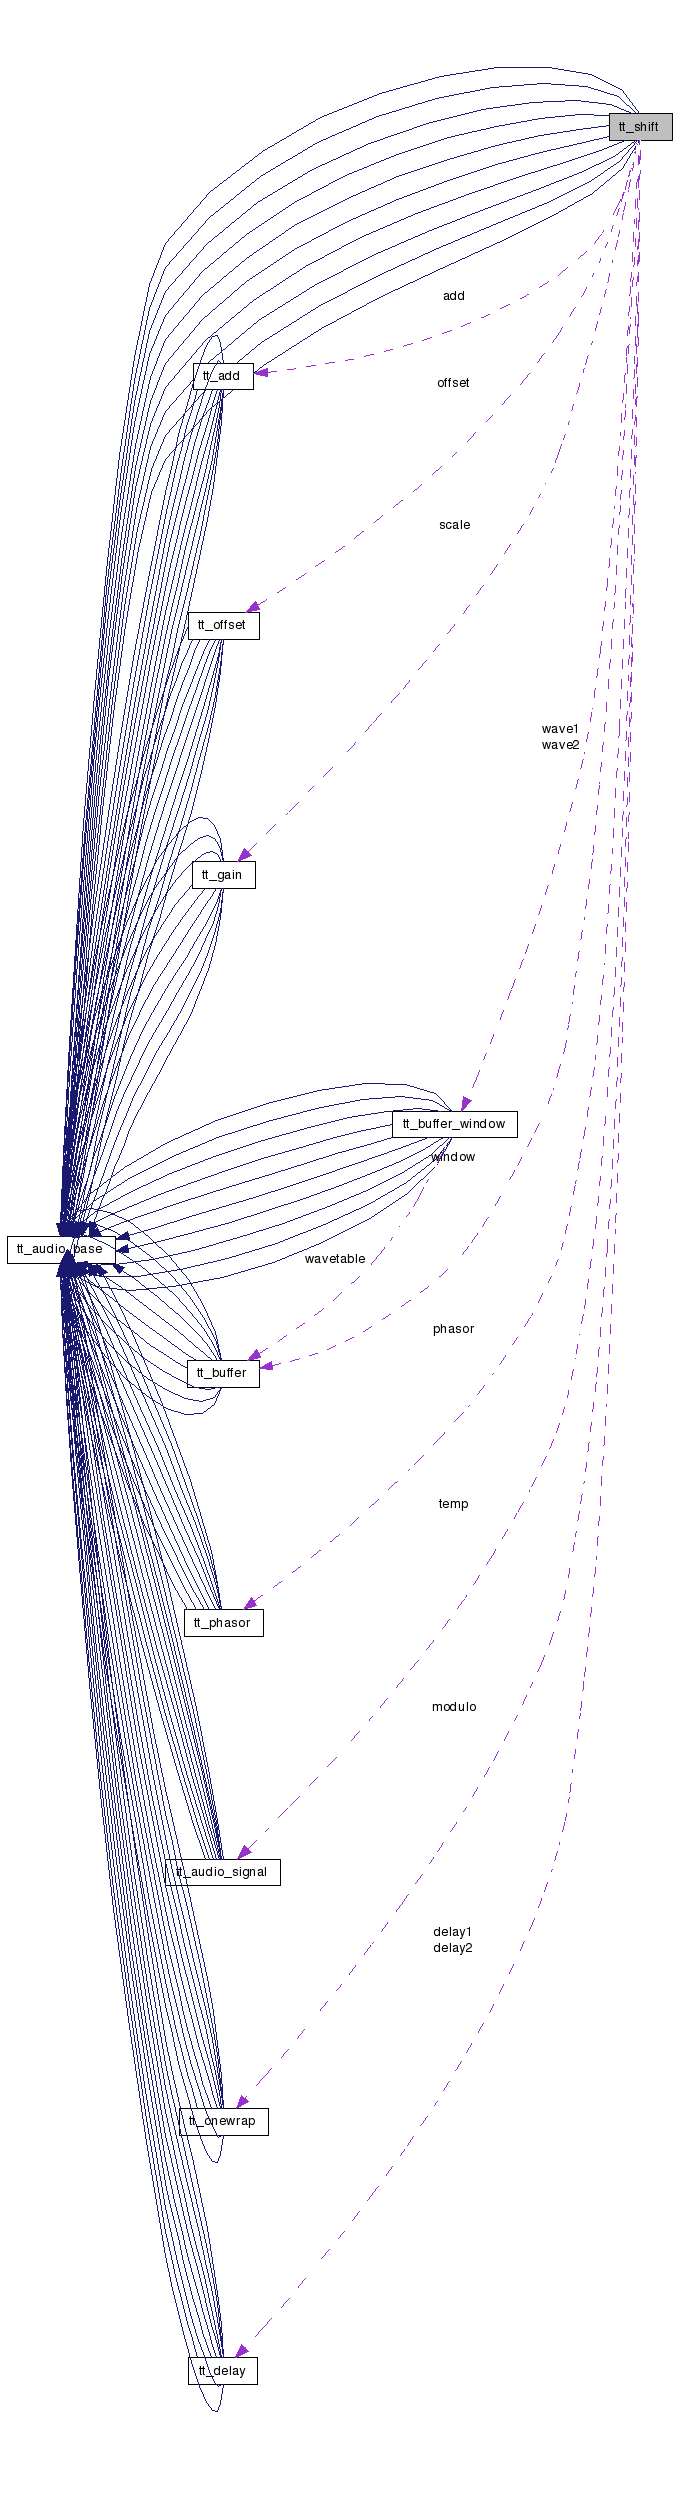 tt_shift
add
tt_add
offset
scale
tt_offset
wave1
wave2
tt_gain
tt_buffer_window
window
tt_audio_base
wavetable
phasor
tt_buffer
temp
tt_phasor
modulo
tt_audio_signal
delay1
delay2
tt_onewrap
tt_delay